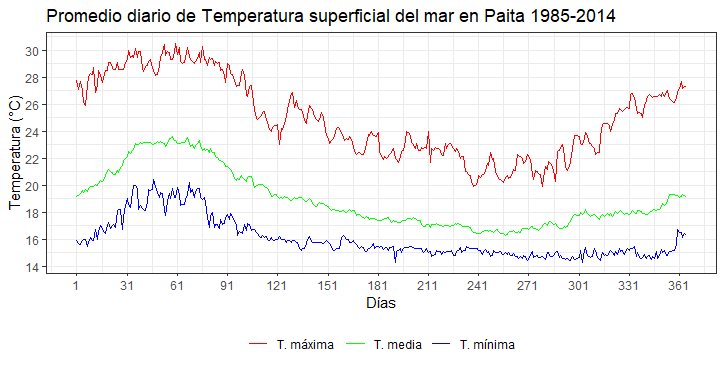 Promedio diario de Temperatura superficial del mar en Paita 1985-2014
Temperatura (°C)
30
28
26
24
22
20
18
16
14
1 31 61 91 121 151 181 211 241 271 301 331 361
Días
T. máxima T. media T. mínima